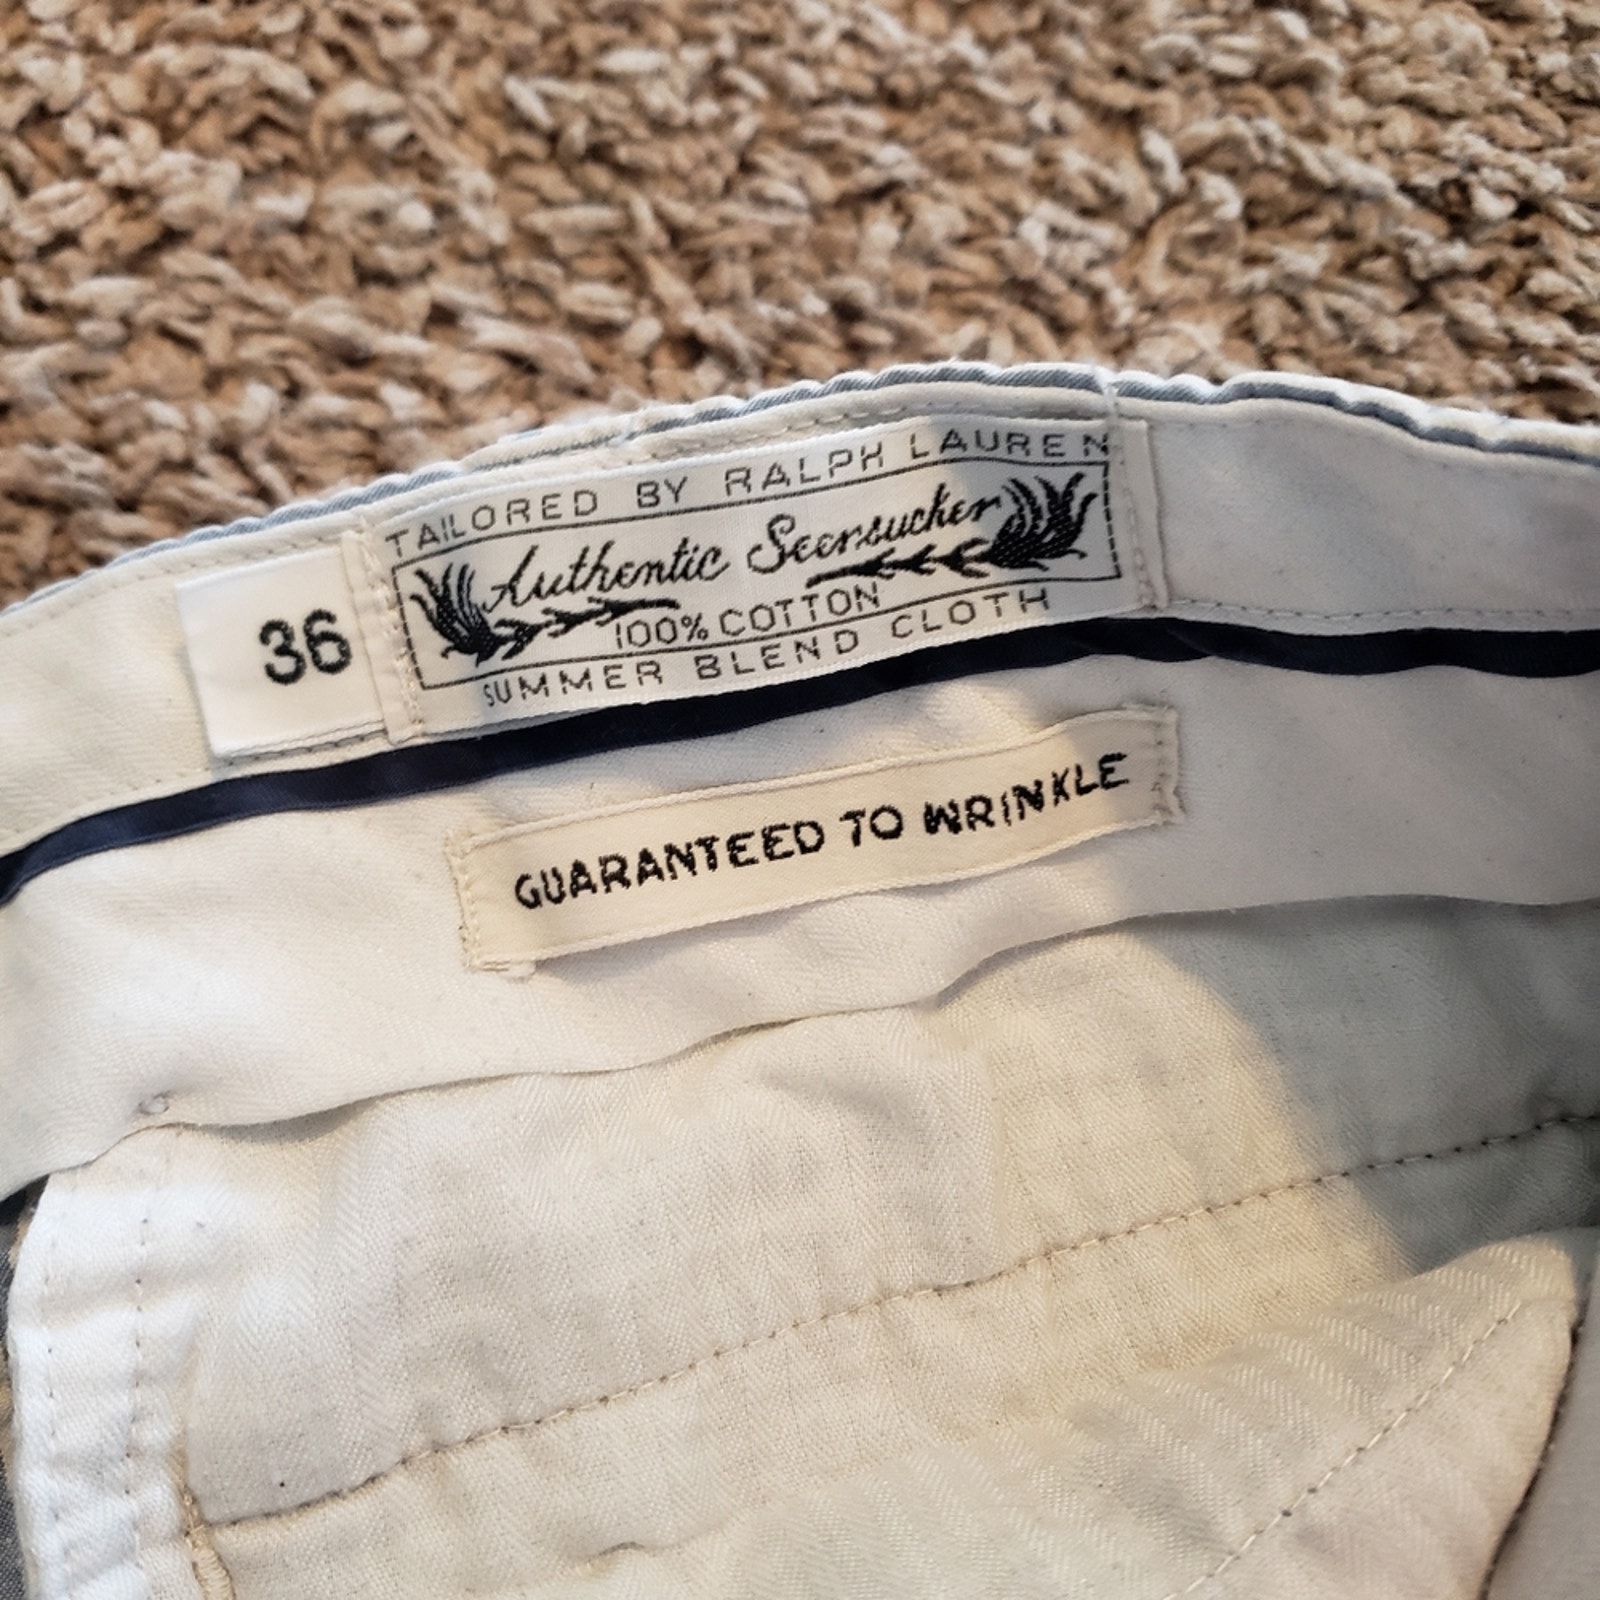 TAILORED BY RALPH LAUREN
Authentic Seersucker
100% COTTON
SUMMER BLEND CLOTH
36
GUARANTEED TO WRINKLE